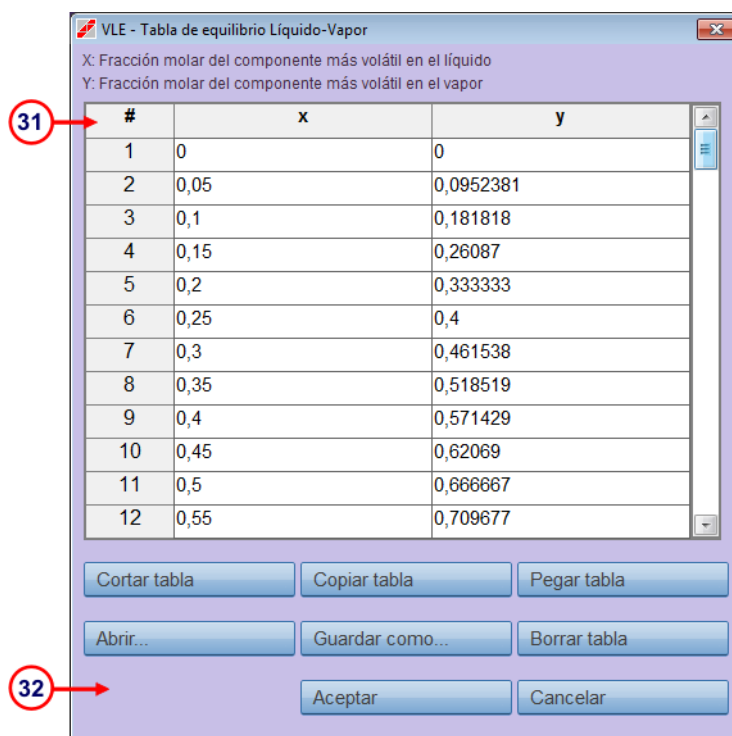 VLE - Tabla de equilibrio Líquido-Vapor
X: Fracción molar del componente más volátil en el líquido
Y: Fracción molar del componente más volátil en el vapor
31
# x y
1 0 0
2 0,05 0,0952381
3 0,1 0,181818
4 0,15 0,26087
5 0,2 0,333333
6 0,25 0,4
7 0,3 0,461538
8 0,35 0,518519
9 0,4 0,571429
10 0,45 0,62069
11 0,5 0,666667
12 0,55 0,709677
Cortar tabla Copiar tabla Pegar tabla
Abrir... Guardar como... Borrar tabla
32
Aceptar Cancelar